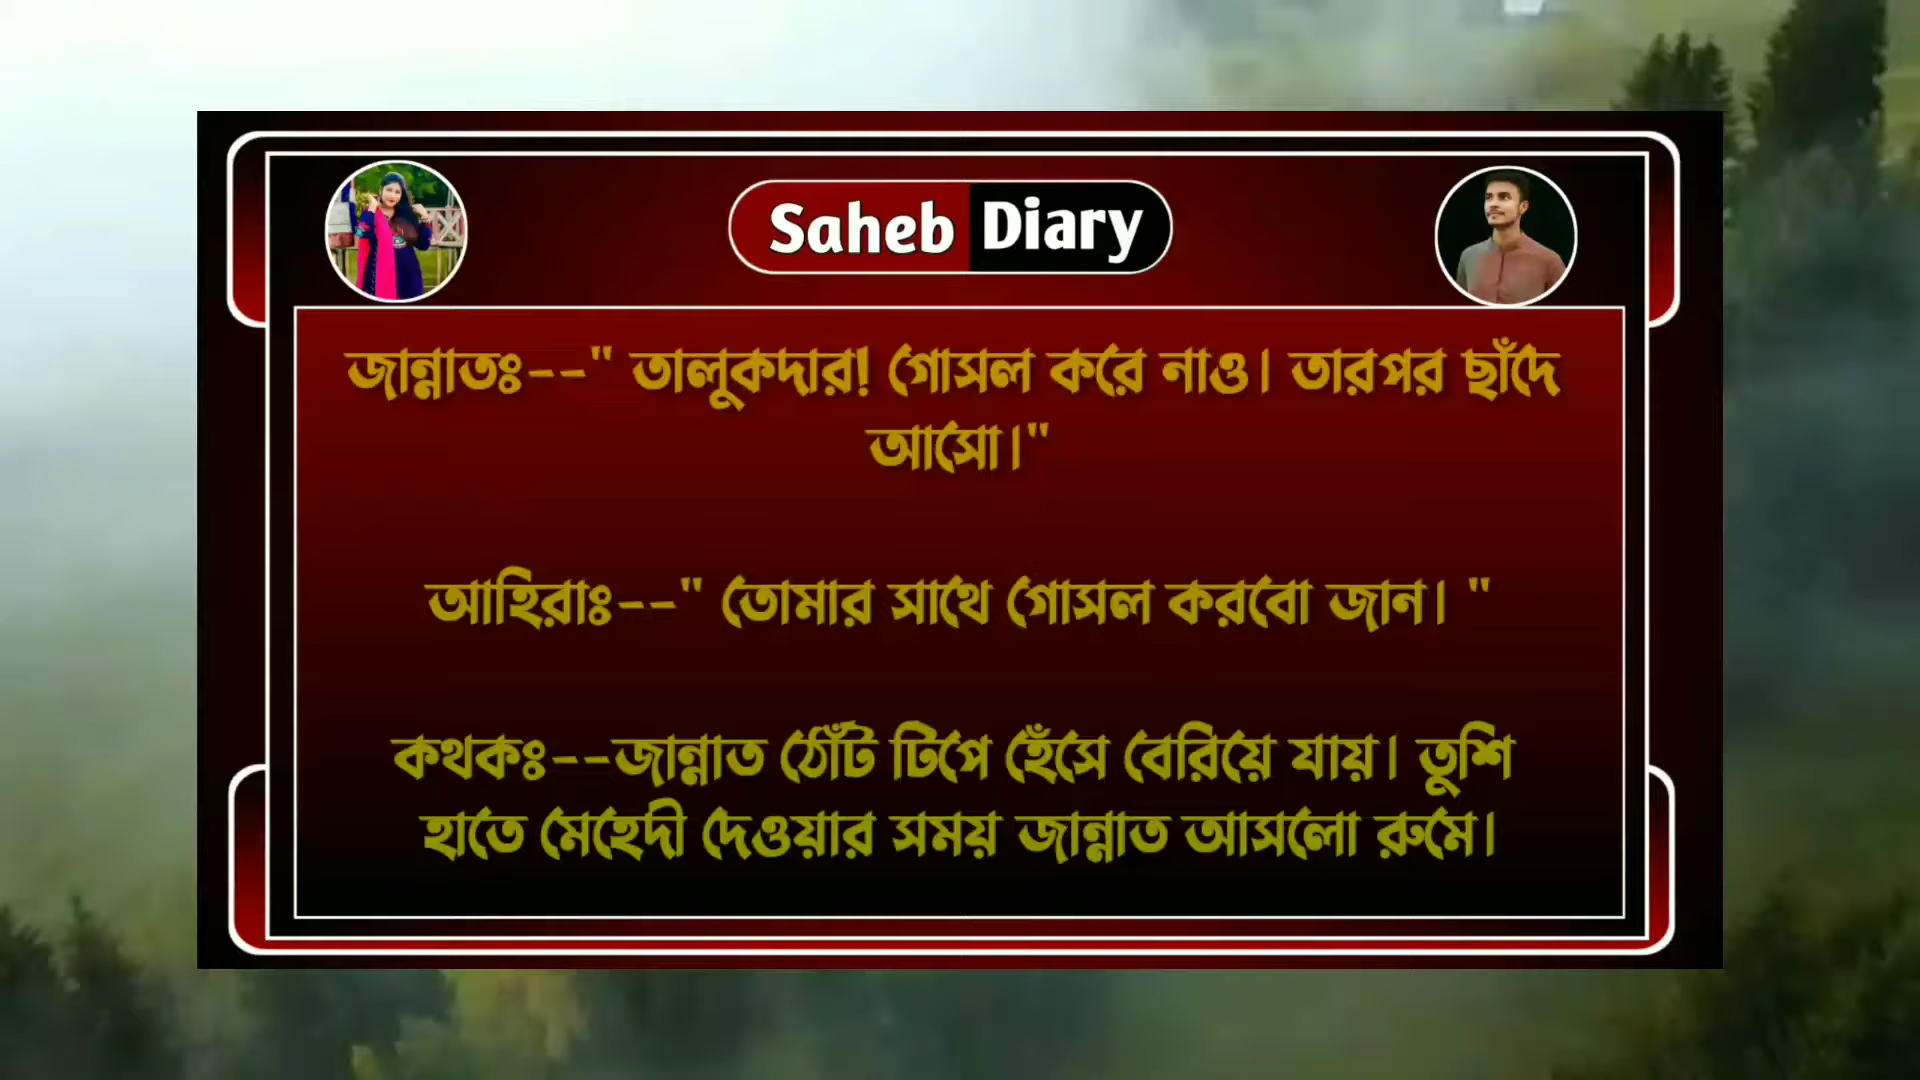 Saheb Diary
জান্নাতঃ--" তালুকদার! গোসল করে নাও। তারপর ছাঁদে
আসো।"
আহিরাঃ--" তোমার সাথে গোসল করবো জান। "
কথকঃ--জান্নাত ঠোঁট টিপে হেঁসে বেরিয়ে যায়। তুশি
হাতে মেহেদী দেওয়ার সময় জান্নাত আসলো রুমে।